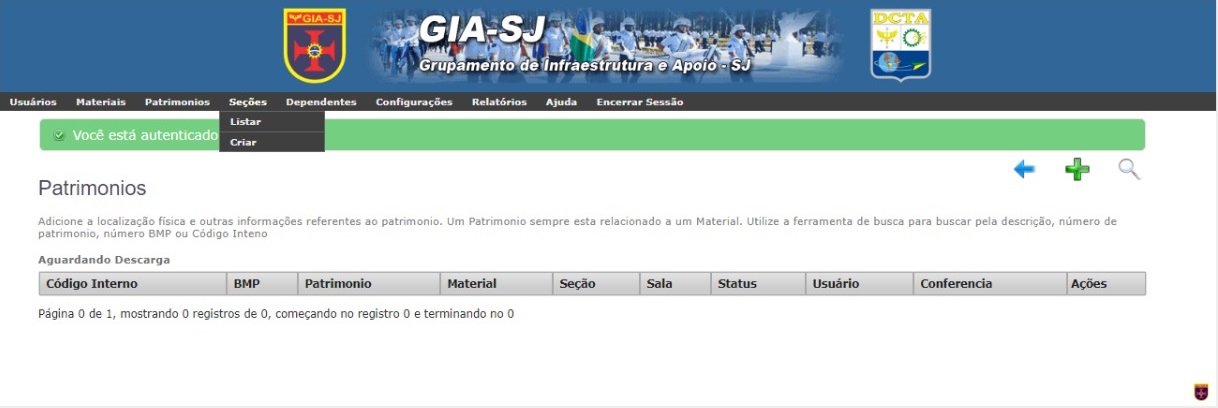 GIA-SJ
GIA-SJ
Grupamento de Infraestrutura e Apoio - SJ
DCTA
Usuários Materiais Patrimonios Seções Dependentes Configurações Relatórios Ajuda Encerrar Sessão
Listar
Criar
Você está autenticado
Patrimonios
Adicione a localização física e outras informações referentes ao patrimonio. Um Patrimonio sempre esta relacionado a um Material. Utilize a ferramenta de busca para buscar pela descrição, número de
patrimonio, número BMP ou Código Inteno
Aguardando Descarga
Código Interno BMP Patrimonio Material Seção Sala Status Usuário Conferencia Ações
Página 0 de 1, mostrando 0 registros de 0, começando no registro 0 e terminando no 0